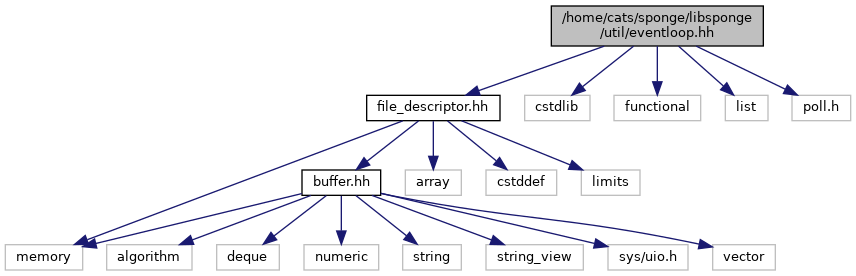 /home/cats/sponge/libsponge
/util/eventloop.hh
file_descriptor.hh
cstdlib
functional
list
poll.h
buffer.hh
array
cstddef
limits
memory
algorithm
deque
numeric
string
string_view
sys/uio.h
vector